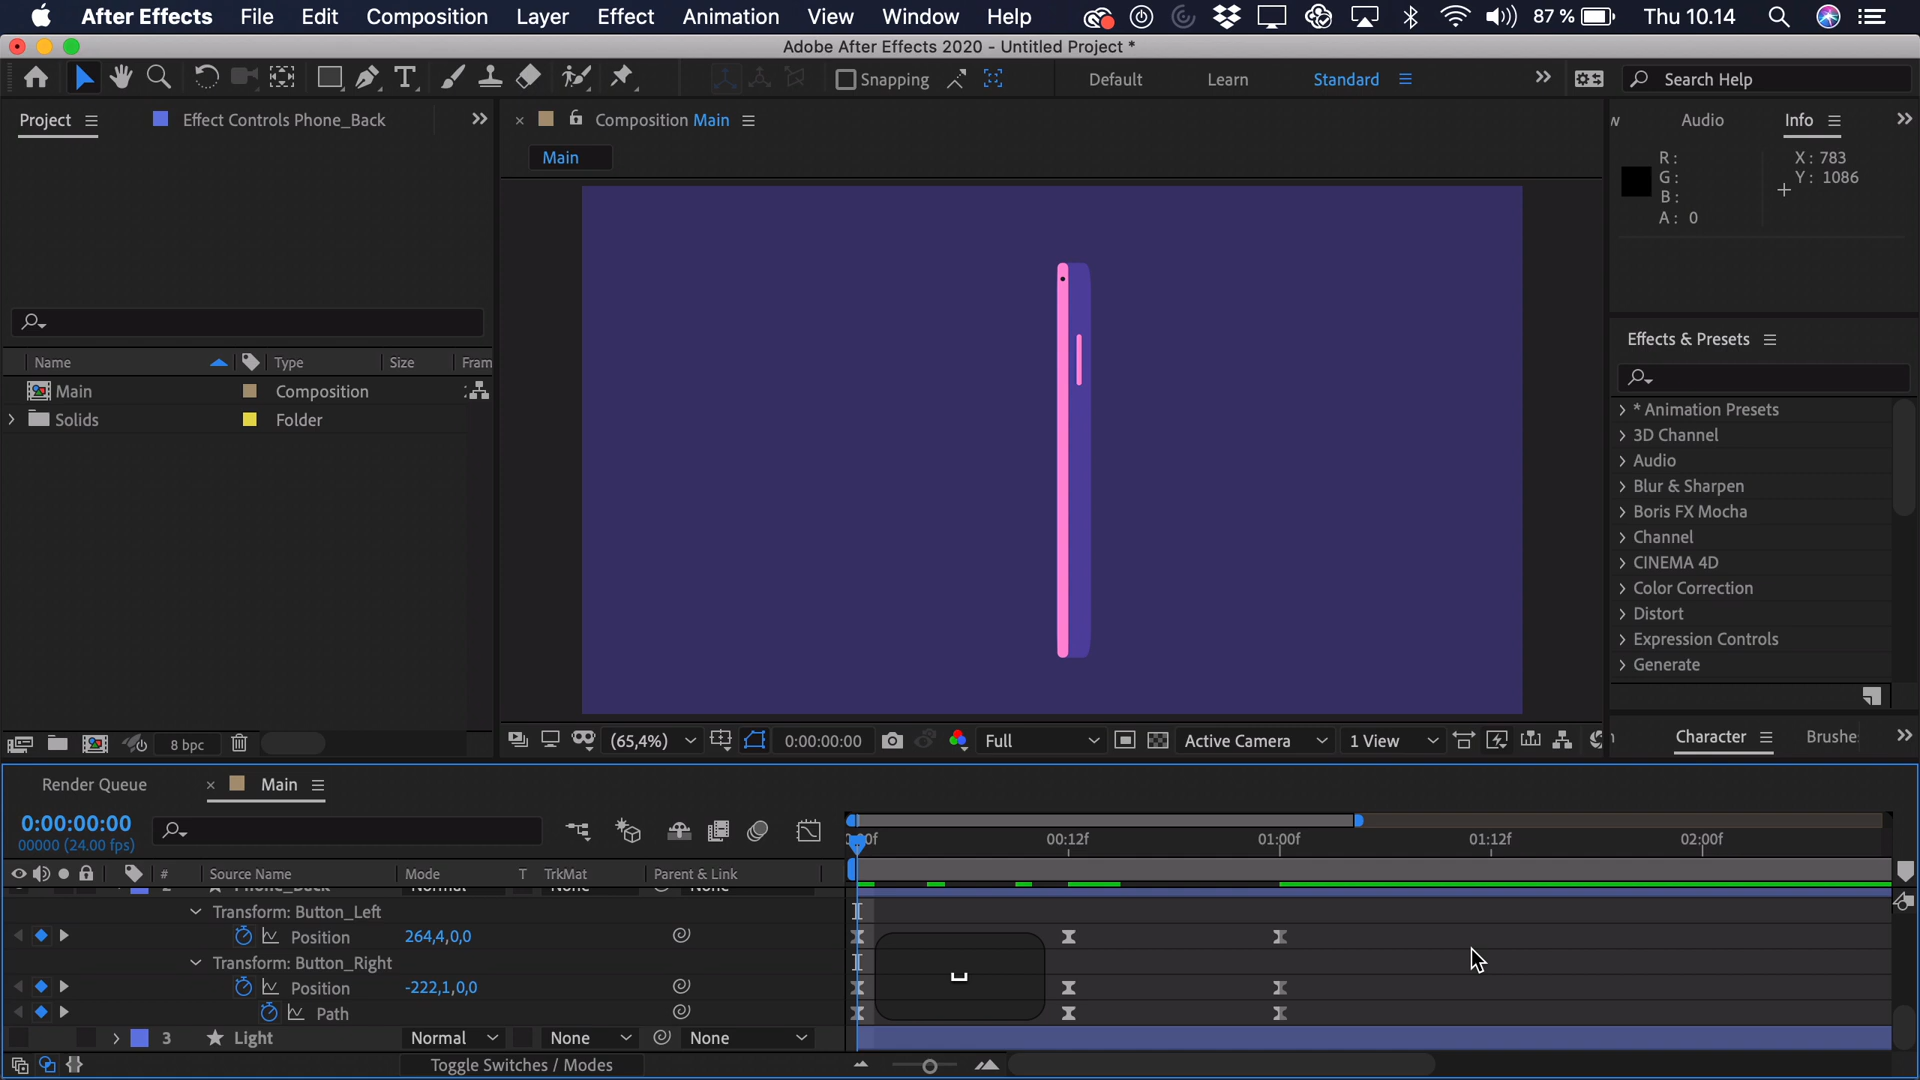 After Effects File Edit Composition Layer Effect Animation View Window Help 87 % Thu 10.14
Adobe After Effects 2020 - Untitled Project *
Snapping Default Learn Standard Search Help
Project Effect Controls Phone_Back
Composition Main
Audio Info
Main
R: X: 783
G: Y: 1086
B:
A: 0
Effects & Presets
Name Type Size Fram
Main Composition
Solids Folder
* Animation Presets
3D Channel
Audio
Blur & Sharpen
Boris FX Mocha
Channel
CINEMA 4D
Color Correction
Distort
Expression Controls
Generate
8 bpc
(65,4%) 0:00:00:00 Full Active Camera 1 View
Character Brushe
Render Queue Main
0:00:00:00
00000 (24.00 fps)
00f 00:12f 01:00f 01:12f 02:00f
# Source Name Mode T TrkMat Parent & Link
Transform: Button_Left
Position 264,4,0,0
Transform: Button_Right
Position -222,1,0,0
Path
3 Light Normal None None
Toggle Switches / Modes